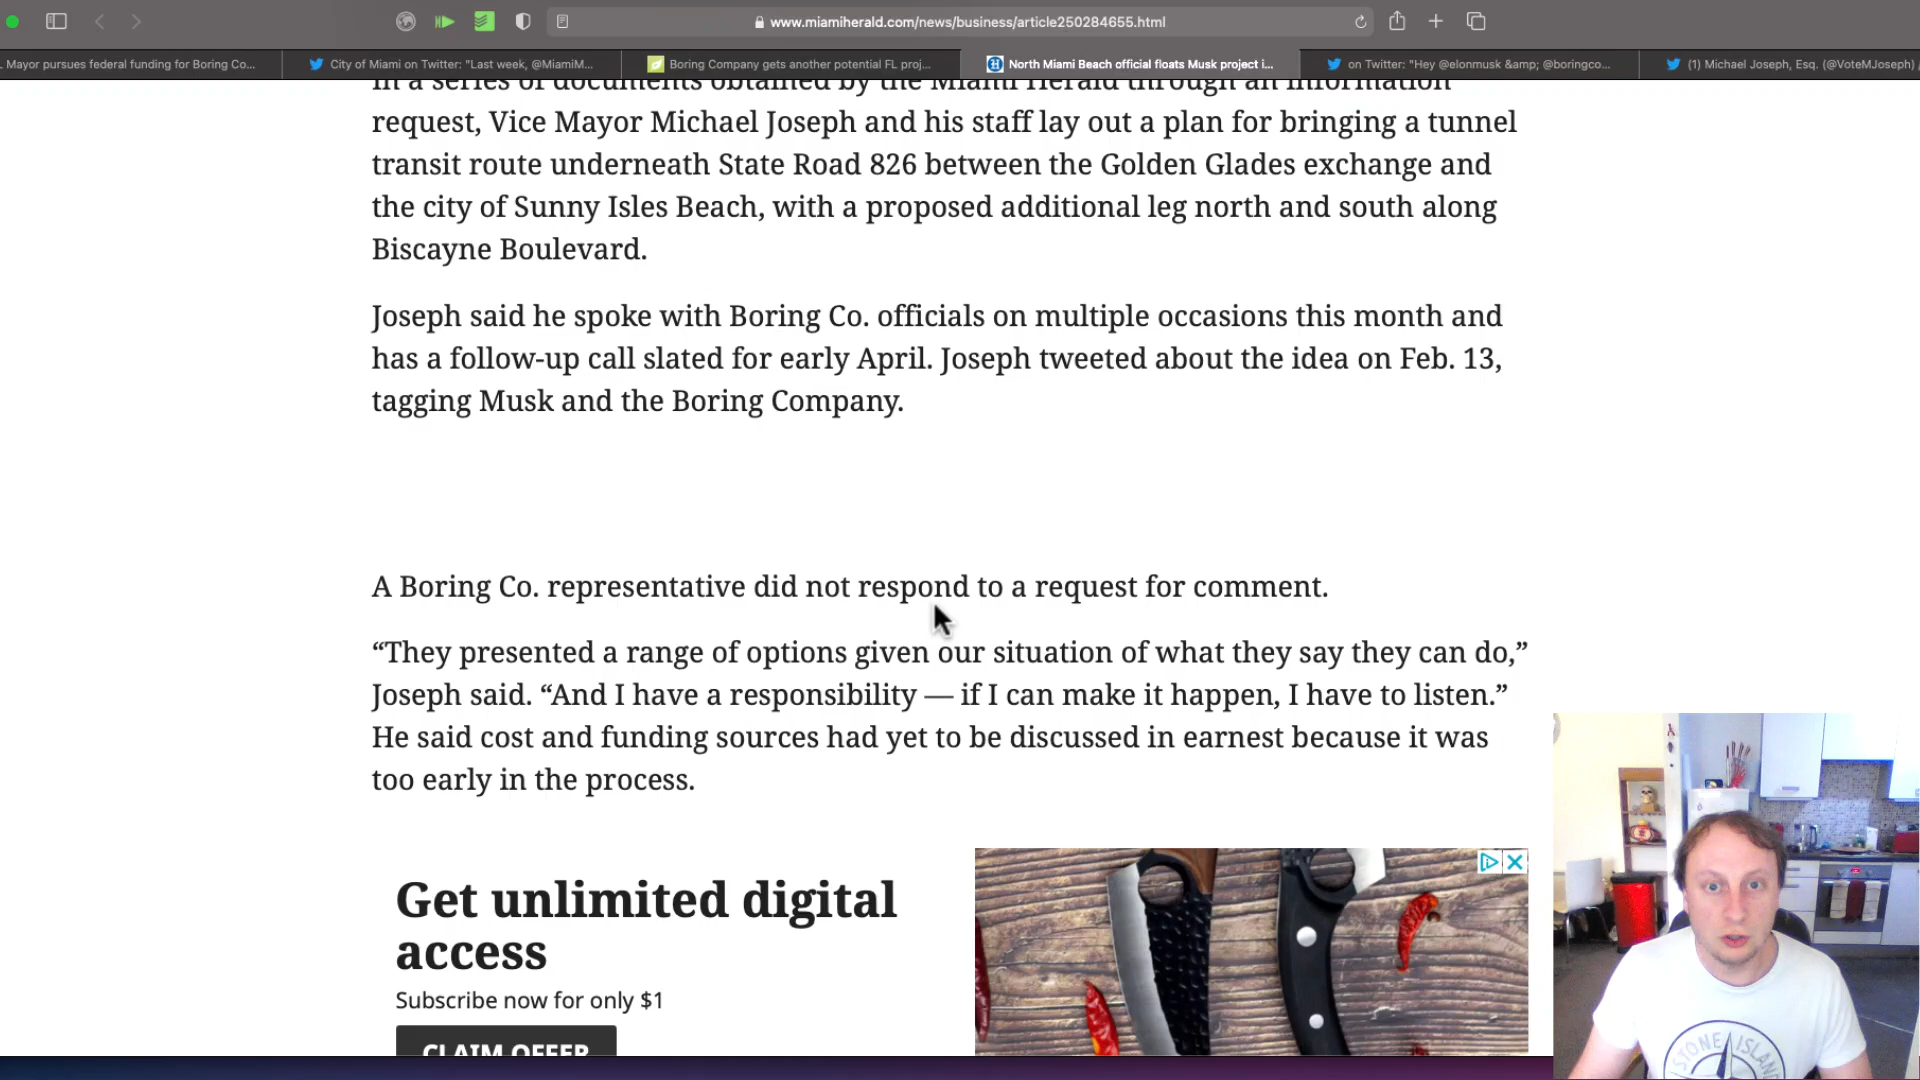 www.miamiherald.com/news/business/article250284655.html
Mayor pursues federal funding for Boring Co...
City of Miami on Twitter: "Last week, @MiamiM...
Boring Company gets another potential FL proj...
North Miami Beach official floats Musk project i...
on Twitter: "Hey @elonmusk &amp; @boringco...
(1) Michael Joseph, Esq. (@VoteMJoseph)
In a series of documents obtained by the Miami Herald through an information
request, Vice Mayor Michael Joseph and his staff lay out a plan for bringing a tunnel
transit route underneath State Road 826 between the Golden Glades exchange and
the city of Sunny Isles Beach, with a proposed additional leg north and south along
Biscayne Boulevard.
Joseph said he spoke with Boring Co. officials on multiple occasions this month and
has a follow-up call slated for early April. Joseph tweeted about the idea on Feb. 13,
tagging Musk and the Boring Company.
A Boring Co. representative did not respond to a request for comment.
“They presented a range of options given our situation of what they say they can do,”
Joseph said. “And I have a responsibility — if I can make it happen, I have to listen.”
He said cost and funding sources had yet to be discussed in earnest because it was
too early in the process.
Get unlimited digital
access
Subscribe now for only $1
CLAIM OFFER
STONE ISLAND